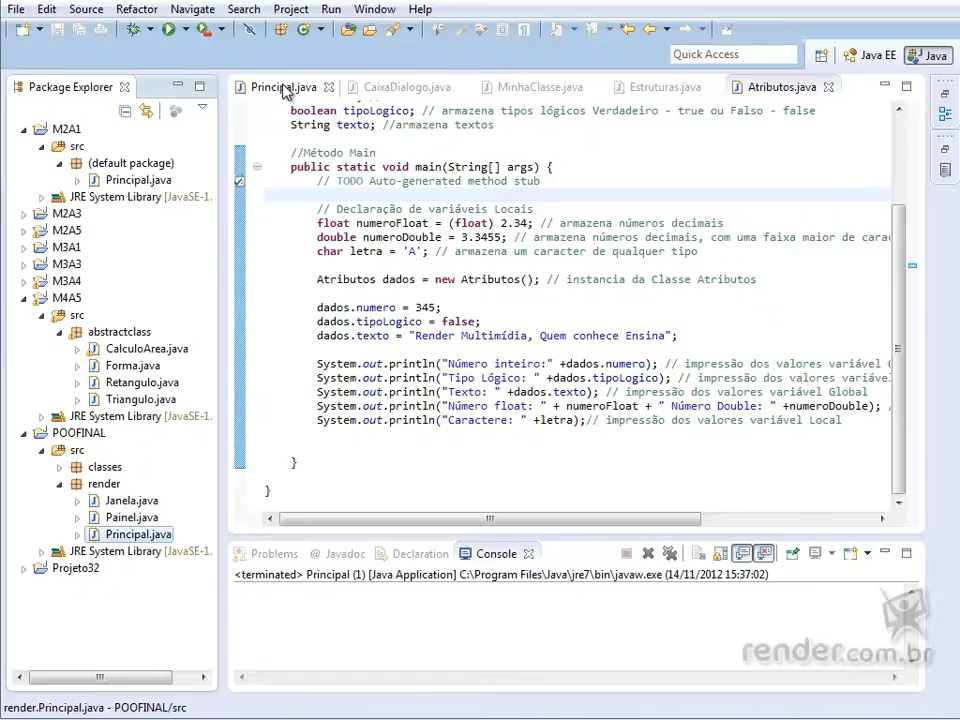 File Edit Source Refactor Navigate Search Project Run Window Help
Quick Access
Java EE
Java
Package Explorer
Principal.java
CaixaDialogo.java
MinhaClasse.java
Estruturas.java
Atributos.java
M2A1
src
(default package)
Principal.java
JRE System Library [JavaSE-1.
M2A3
M2A5
M3A1
M3A3
M3A4
M4A5
src
abstractclass
CalculoArea.java
Forma.java
Retangulo.java
Triangulo.java
JRE System Library [JavaSE-1.
POOFINAL
src
classes
render
Janela.java
Painel.java
Principal.java
JRE System Library [JavaSE-1.
Projeto32
boolean tipoLogico; // armazena tipos lógicos Verdadeiro - true ou Falso - false
String texto; //armazena textos
//Método Main
public static void main(String[] args) {
// TODO Auto-generated method stub
// Declaração de variáveis Locais
float numeroFloat = (float) 2.34; // armazena números decimais
double numeroDouble = 3.3455; // armazena números decimais, com uma faixa maior de carac
char letra = 'A'; // armazena um caracter de qualquer tipo
Atributos dados = new Atributos(); // instancia da Classe Atributos
dados.numero = 345;
dados.tipoLogico = false;
dados.texto = "Render Multimídia, Quem conhece Ensina";
System.out.println("Número inteiro:" +dados.numero); // impressão dos valores variável G
System.out.println("Tipo Lógico: " +dados.tipoLogico); // impressão dos valores variável
System.out.println("Texto: " +dados.texto); // impressão dos valores variável Global
System.out.println("Número float: " + numeroFloat + " Número Double: " +numeroDouble); /
System.out.println("Caractere: " +letra);// impressão dos valores variável Local
}
}
Problems
@ Javadoc
Declaration
Console
<terminated> Principal (1) [Java Application] C:\Program Files\Java\jre7\bin\javaw.exe (14/11/2012 15:37:02)
render.com.br
render.Principal.java - POOFINAL/src